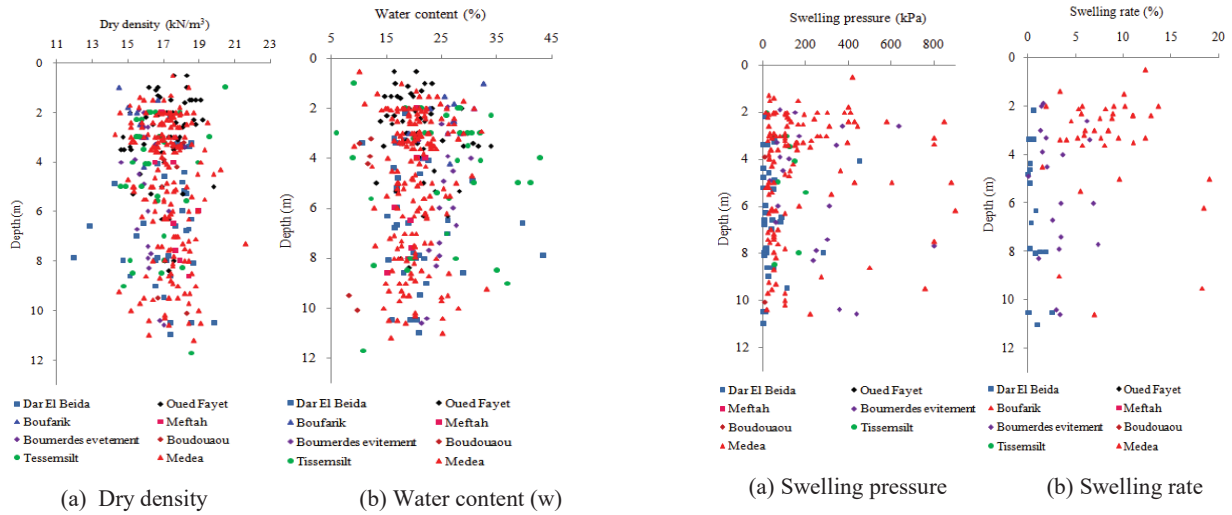 Dry density (kN/m³)
11 13 15 17 19 21 23
0
2
4
6
8
10
12
Depth (m)
Dar El Beida
Oued Fayet
Boufarik
Meftah
Boumerdes evetement
Boudouaou
Tessemsilt
Medea
(a) Dry density
Water content (%)
5 15 25 35 45
0
2
4
6
8
10
12
Depth (m)
Dar El Beida
Oued Fayet
Boufarik
Meftah
Boumerdes evitement
Boudouaou
Tissemsilt
Medea
(b) Water content (w)
Swelling pressure (kPa)
0 200 400 600 800
0
2
4
6
8
10
12
Depth (m)
Dar El Beida
Oued Fayet
Meftah
Boumerdes evitement
Boudouaou
Tissemsilt
Medea
(a) Swelling pressure
Swelling rate (%)
0 5 10 15 20
0
2
4
6
8
10
12
Depth (m)
Dar El Beida
Oued Fayet
Boufarik
Meftah
Boumerdes evitement
Boudouaou
Tissemsilt
Medea
(b) Swelling rate